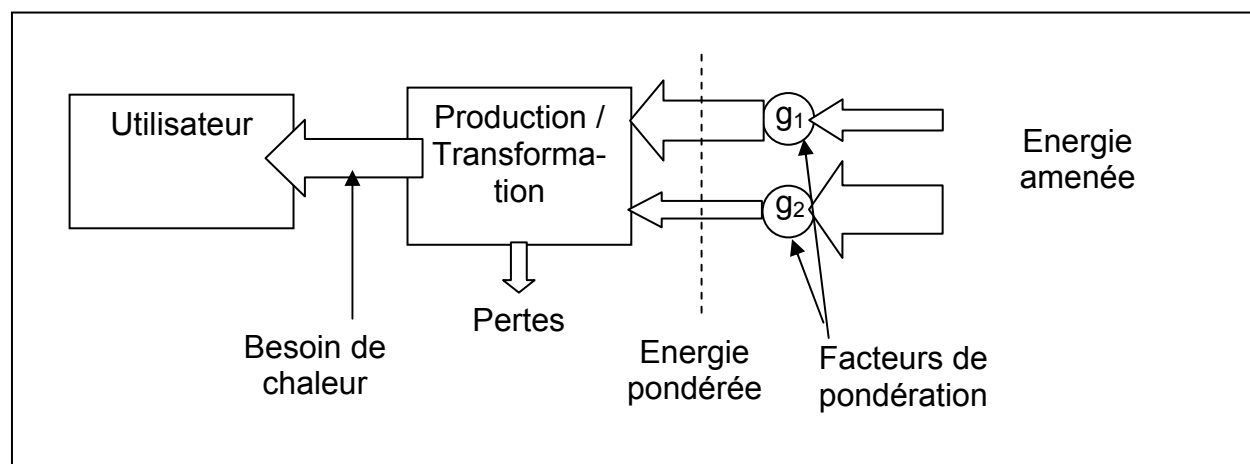 Utilisateur
Production /
Transforma-
tion
g1
g2
Energie
amenée
Pertes
Besoin de
chaleur
Energie
pondérée
Facteurs de
pondération